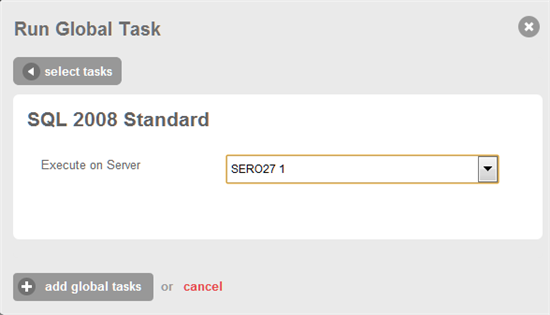 Run Global Task
select tasks
SQL 2008 Standard
Execute on Server
SERO27 1
add global tasks or cancel